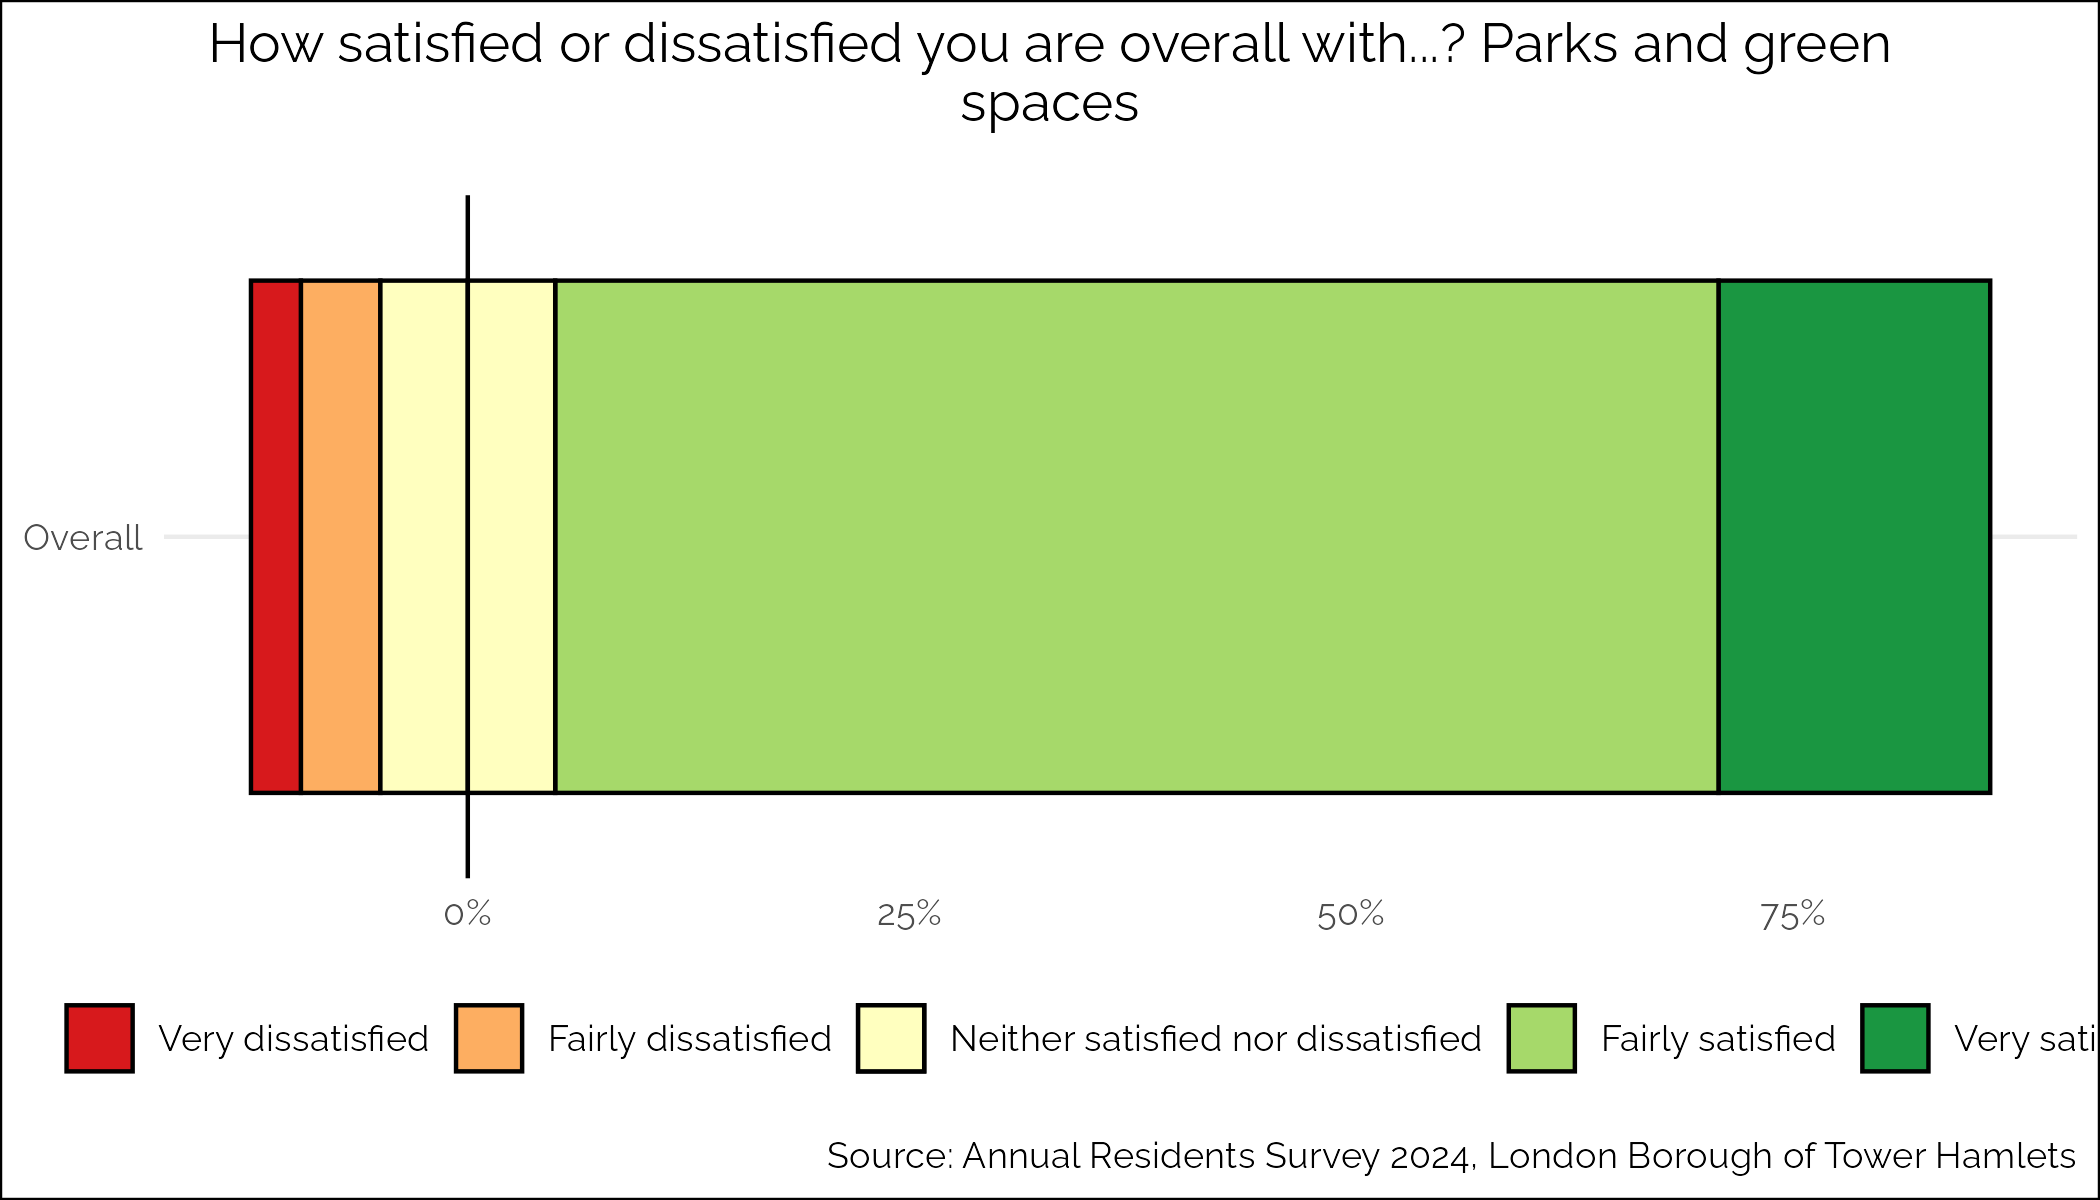 How satisfied or dissatisfied you are overall with...? Parks and green
spaces
Overall
0% 25% 50% 75%
Very dissatisfied Fairly dissatisfied Neither satisfied nor dissatisfied Fairly satisfied Very sati
Source: Annual Residents Survey 2024, London Borough of Tower Hamlets